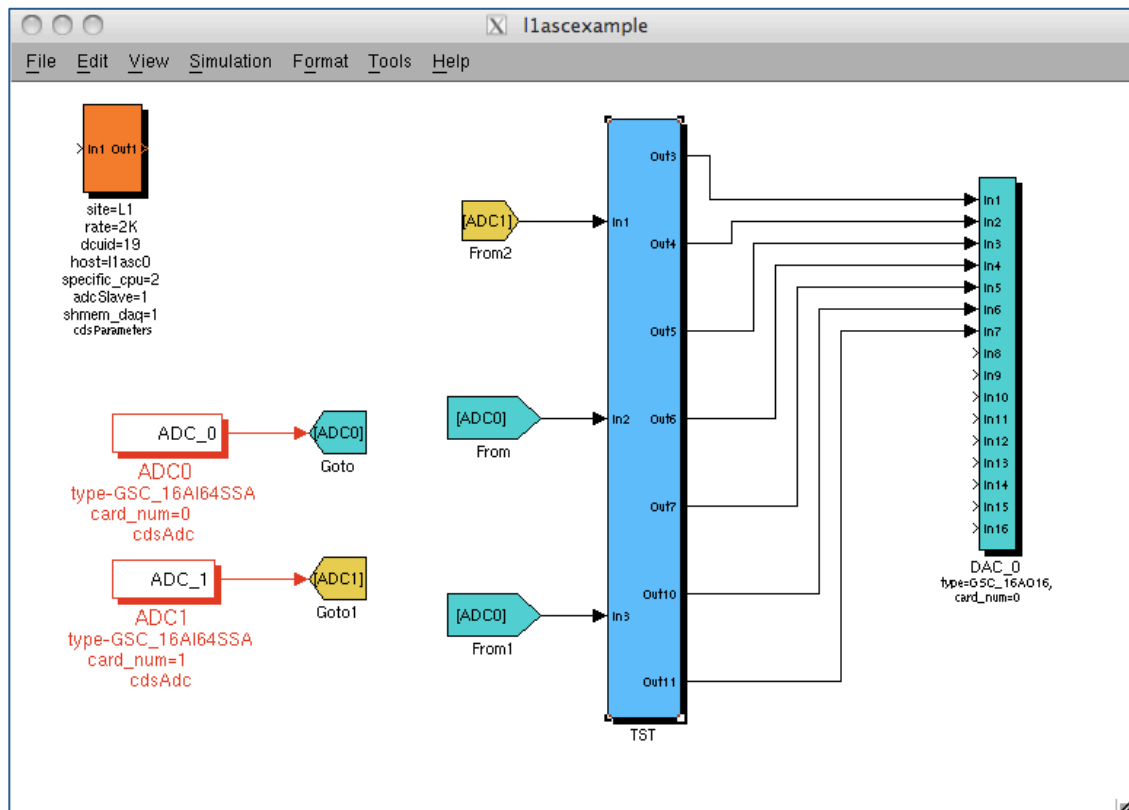 l1ascexample
File Edit View Simulation Format Tools Help
In1 Out1
site=L1
rate=2K
dcuid=19
host=l1asc0
specific_cpu=2
adcSlave=1
shmem_daq=1
cdsParameters
ADC_0
ADC0
type-GSC_16AI64SSA
card_num=0
cdsAdc
[ADC0]
Goto
ADC_1
ADC1
type-GSC_16AI64SSA
card_num=1
cdsAdc
[ADC1]
Goto1
[ADC1]
From2
[ADC0]
From
[ADC0]
From1
In1
In2
In3
Out3
Out4
Out5
Out6
Out7
Out10
Out11
TST
In1
In2
In3
In4
In5
In6
In7
In8
In9
In10
In11
In12
In13
In14
In15
In16
DAC_0
type=GSC_16AO16,
card_num=0